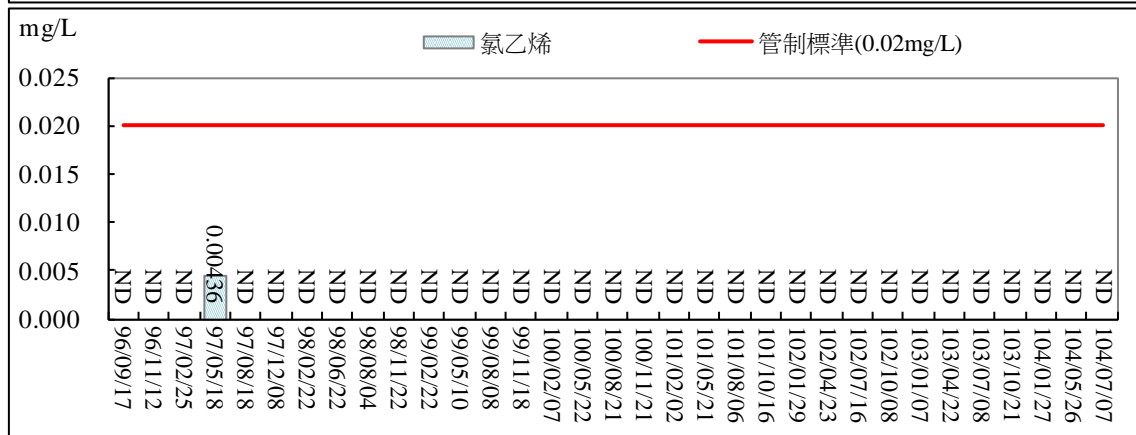 mg/L
氯乙烯 管制標準(0.02mg/L)
0.025
0.020
0.015
0.010
0.005
0.000
ND ND ND 0.00436 ND ND ND ND ND ND ND ND ND ND ND ND ND ND ND ND ND ND ND ND ND ND ND ND ND ND ND ND
96/09/17 96/11/12 97/02/25 97/05/18 97/08/18 97/12/08 98/02/22 98/06/22 98/08/04 98/11/22 99/02/22 99/05/10 99/08/08 99/11/18 100/02/07 100/05/22 100/08/21 100/11/21 101/02/02 101/05/21 101/08/06 101/10/16 102/01/29 102/04/23 102/07/16 102/10/08 103/01/07 103/04/22 103/07/08 103/10/21 104/01/27 104/05/26 104/07/07